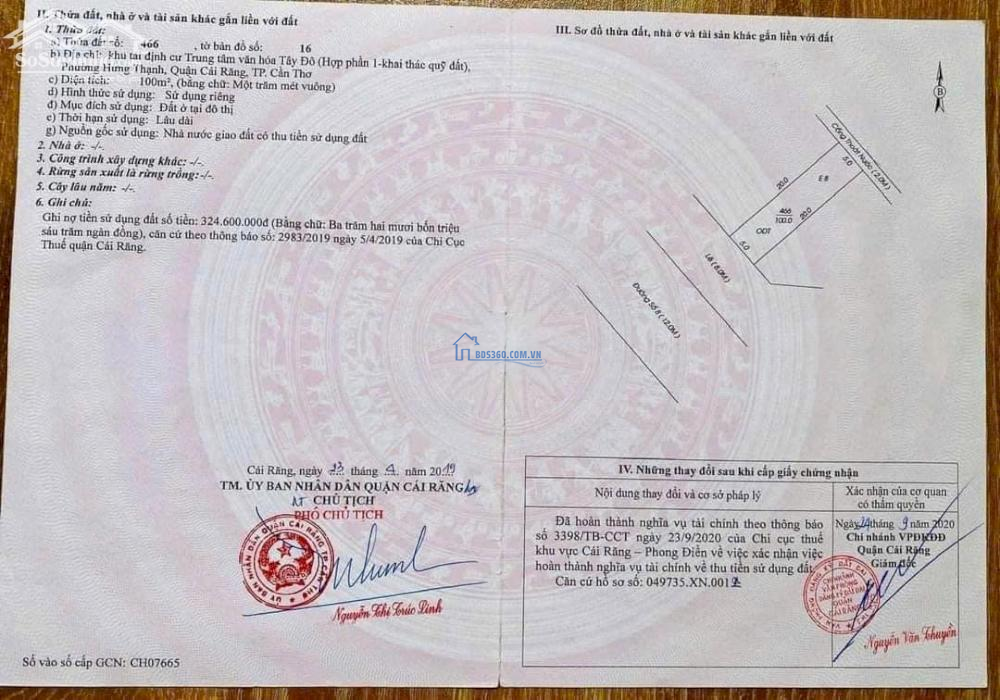 II. Thửa đất, nhà ở và tài sản khác gắn liền với đất
1. Thửa đất:
a) Thửa đất số: 466 , tờ bản đồ số: 16
b) Địa chỉ: khu tái định cư Trung tâm văn hóa Tây Đô (Hợp phần 1-khai thác quỹ đất),
Phường Hưng Thạnh, Quận Cái Răng, TP. Cần Thơ
c) Diện tích: 100m², (bằng chữ: Một trăm mét vuông)
d) Hình thức sử dụng: Sử dụng riêng
đ) Mục đích sử dụng: Đất ở tại đô thị
e) Thời hạn sử dụng: Lâu dài
g) Nguồn gốc sử dụng: Nhà nước giao đất có thu tiền sử dụng đất
2. Nhà ở: -/-.
3. Công trình xây dựng khác: -/-.
4. Rừng sản xuất là rừng trồng:-/-.
5. Cây lâu năm: -/-.
6. Ghi chú:
Ghi nợ tiền sử dụng đất số tiền: 324.600.000đ (Bằng chữ: Ba trăm hai mươi bốn triệu
sáu trăm ngàn đồng), căn cứ theo thông báo số: 2983/2019 ngày 5/4/2019 của Chi Cục
Thuế quận Cái Răng.
Cái Răng, ngày 23 tháng 4 năm 2019
TM. ỦY BAN NHÂN DÂN QUẬN CÁI RĂNG
KT CHỦ TỊCH
PHÓ CHỦ TỊCH
Nguyễn Thị Trúc Linh
Số vào sổ cấp GCN: CH07665
III. Sơ đồ thửa đất, nhà ở và tài sản khác gắn liền với đất
B
Cống Thoát Nước (2.0M)
5.0
20.0
E8
466
100.0
20.0
ODT
5.0
Lề (6.0M)
Đường Số 8 (12.0M)
BDS360.COM.VN
IV. Những thay đổi sau khi cấp giấy chứng nhận
Nội dung thay đổi và cơ sở pháp lý
Xác nhận của cơ quan
có thẩm quyền
Đã hoàn thành nghĩa vụ tài chính theo thông báo
số 3398/TB-CCT ngày 23/9/2020 của Chi cục thuế
khu vực Cái Răng – Phong Điền về việc xác nhận việc
hoàn thành nghĩa vụ tài chính về thu tiền sử dụng đất.
Căn cứ hồ sơ số: 049735.XN.0012
Ngày 24 tháng 9 năm 2020
Chi nhánh VPĐKĐĐ
Quận Cái Răng
Giám đốc
CHI NHÁNH
VĂN PHÒNG
ĐĂNG KÝ ĐẤT ĐAI
QUẬN
CÁI RĂNG
Nguyễn Văn Thuyền